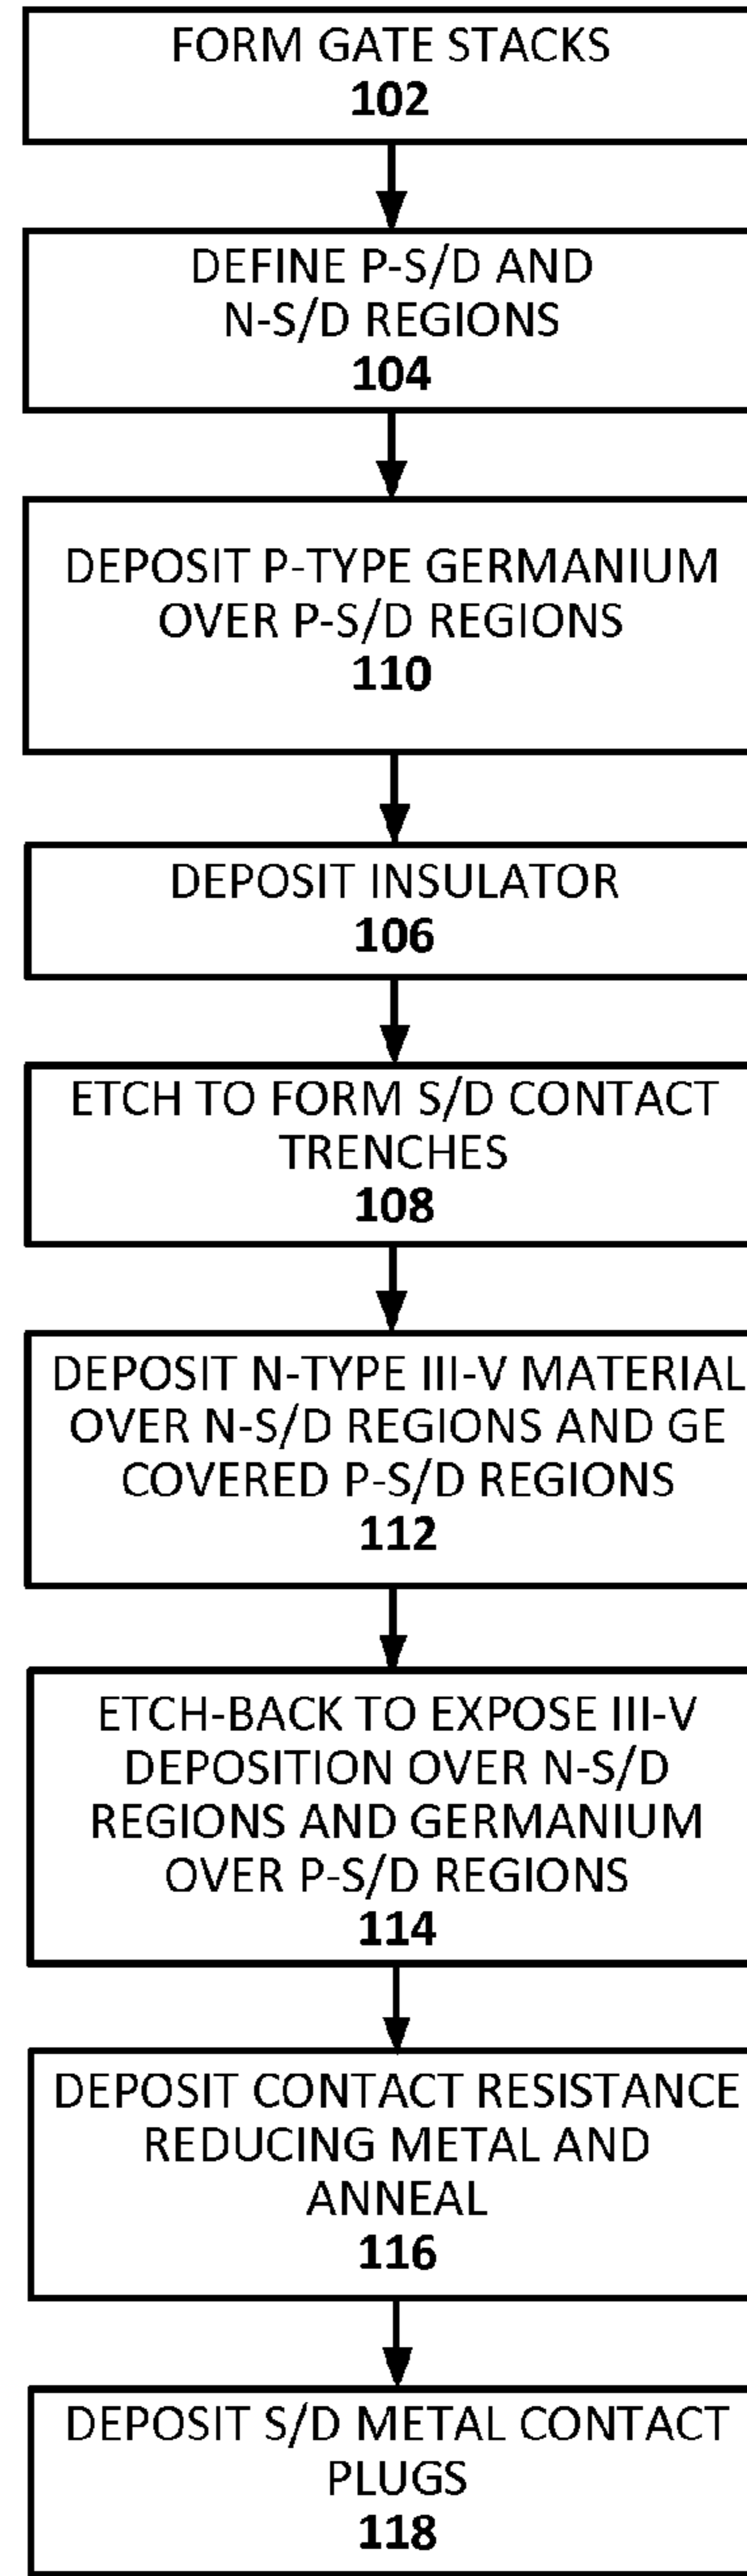 FORM GATE STACKS
102
DEFINE P-S/D AND
N-S/D REGIONS
104
DEPOSIT P-TYPE GERMANIUM
OVER P-S/D REGIONS
110
DEPOSIT INSULATOR
106
ETCH TO FORM S/D CONTACT
TRENCHES
108
DEPOSIT N-TYPE III-V MATERIAL
OVER N-S/D REGIONS AND GE
COVERED P-S/D REGIONS
112
ETCH-BACK TO EXPOSE III-V
DEPOSITION OVER N-S/D
REGIONS AND GERMANIUM
OVER P-S/D REGIONS
114
DEPOSIT CONTACT RESISTANCE
REDUCING METAL AND
ANNEAL
116
DEPOSIT S/D METAL CONTACT
PLUGS
118